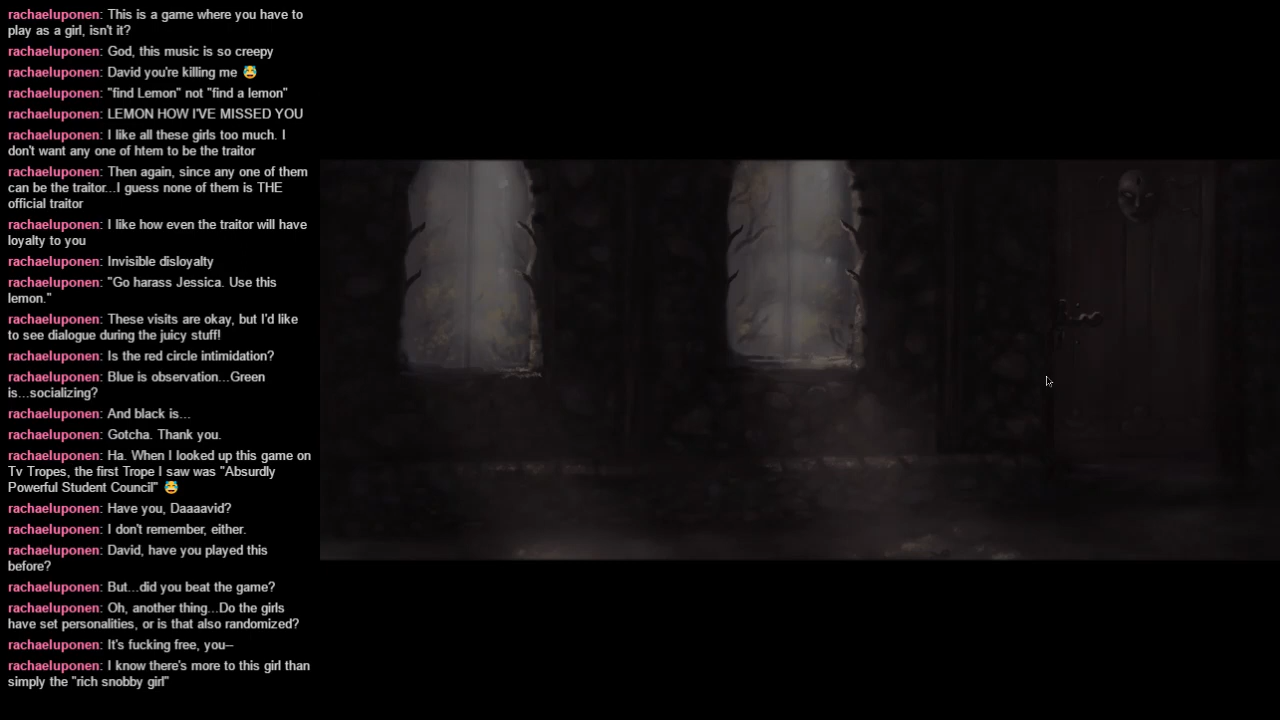 rachaeluponen: This is a game where you have to
play as a girl, isn't it?
rachaeluponen: God, this music is so creepy
rachaeluponen: David you're killing me 😅
rachaeluponen: "find Lemon" not "find a lemon"
rachaeluponen: LEMON HOW I'VE MISSED YOU
rachaeluponen: I like all these girls too much. I
don't want any one of htem to be the traitor
rachaeluponen: Then again, since any one of them
can be the traitor...I guess none of them is THE
official traitor
rachaeluponen: I like how even the traitor will have
loyalty to you
rachaeluponen: Invisible disloyalty
rachaeluponen: "Go harass Jessica. Use this
lemon."
rachaeluponen: These visits are okay, but I'd like
to see dialogue during the juicy stuff!
rachaeluponen: Is the red circle intimidation?
rachaeluponen: Blue is observation...Green
is...socializing?
rachaeluponen: And black is...
rachaeluponen: Gotcha. Thank you.
rachaeluponen: Ha. When I looked up this game on
Tv Tropes, the first Trope I saw was "Absurdly
Powerful Student Council" 😅
rachaeluponen: Have you, Daaaavid?
rachaeluponen: I don't remember, either.
rachaeluponen: David, have you played this
before?
rachaeluponen: But...did you beat the game?
rachaeluponen: Oh, another thing...Do the girls
have set personalities, or is that also randomized?
rachaeluponen: It's fucking free, you--
rachaeluponen: I know there's more to this girl than
simply the "rich snobby girl"